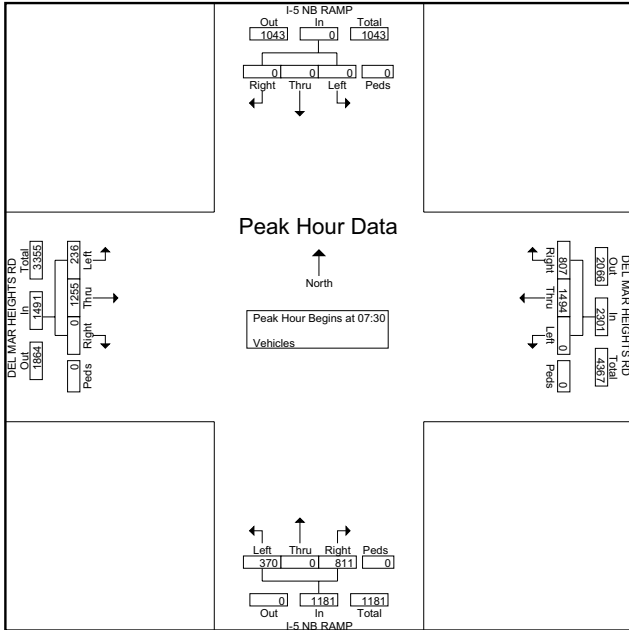 I-5 NB RAMP
Out In Total
1043 0 1043
0 0 0 0
Right Thru Left Peds
Peak Hour Data
North
Peak Hour Begins at 07:30
Vehicles
DEL MAR HEIGHTS RD
Total In Out
3355 1491 1864
236 1255 0 0
Left Thru Right Peds
DEL MAR HEIGHTS RD
Out In Total
2066 2301 4367
807 1494 0 0
Right Thru Left Peds
Left Thru Right Peds
370 0 811 0
0 1181 1181
Out In Total
I-5 NB RAMP